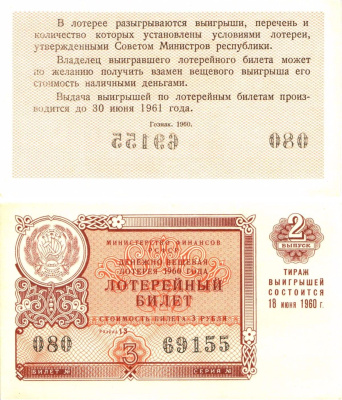 В лотерее разыгрываются выигрыши, перечень и
количество которых установлены условиями лотереи,
утвержденными Советом Министров республики.
Владелец выигравшего лотерейного билета может
по желанию получить взамен вещевого выигрыша его
стоимость наличными деньгами.
Выдача выигрышей по лотерейным билетам произ-
водится до 30 июня 1961 года.
Гознак. 1960.
69155 080
МИНИСТЕРСТВО ФИНАНСОВ
РСФСР
ДЕНЕЖНО-ВЕЩЕВАЯ
ЛОТЕРЕЯ 1960 ГОДА
ЛОТЕРЕЙНЫЙ
БИЛЕТ
СТОИМОСТЬ БИЛЕТА 3 РУБЛЯ
Разряд 13
080 3 69155
БИЛЕТ № СЕРИЯ №
2
ВЫПУСК
ТИРАЖ
ВЫИГРЫШЕЙ
СОСТОИТСЯ
18 июня 1960 г.